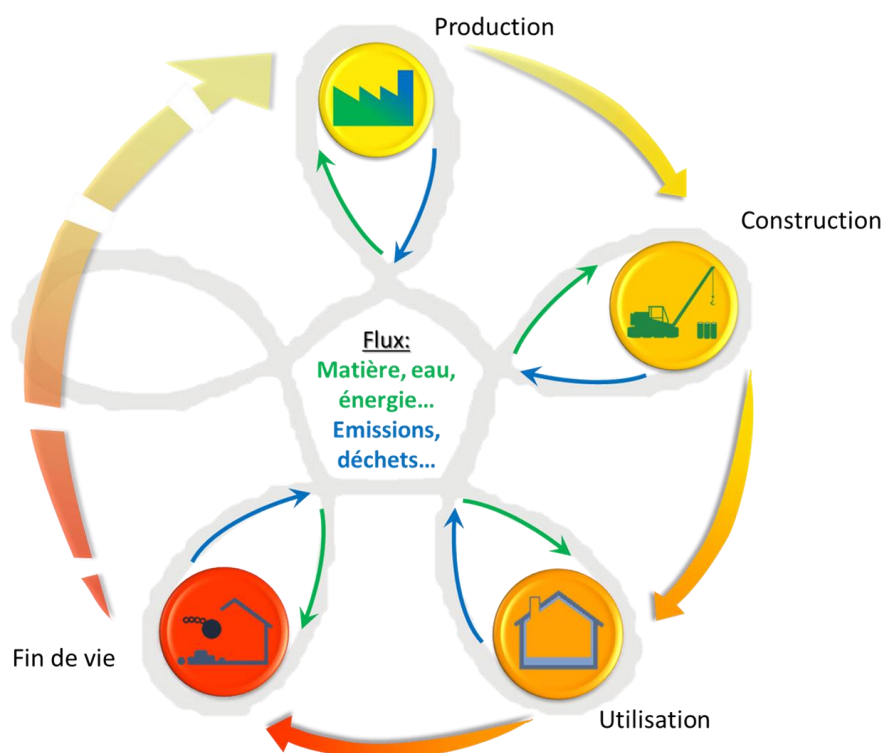 Production
Construction
Flux:
Matière, eau,
énergie...
Emissions,
déchets...
Fin de vie
Utilisation